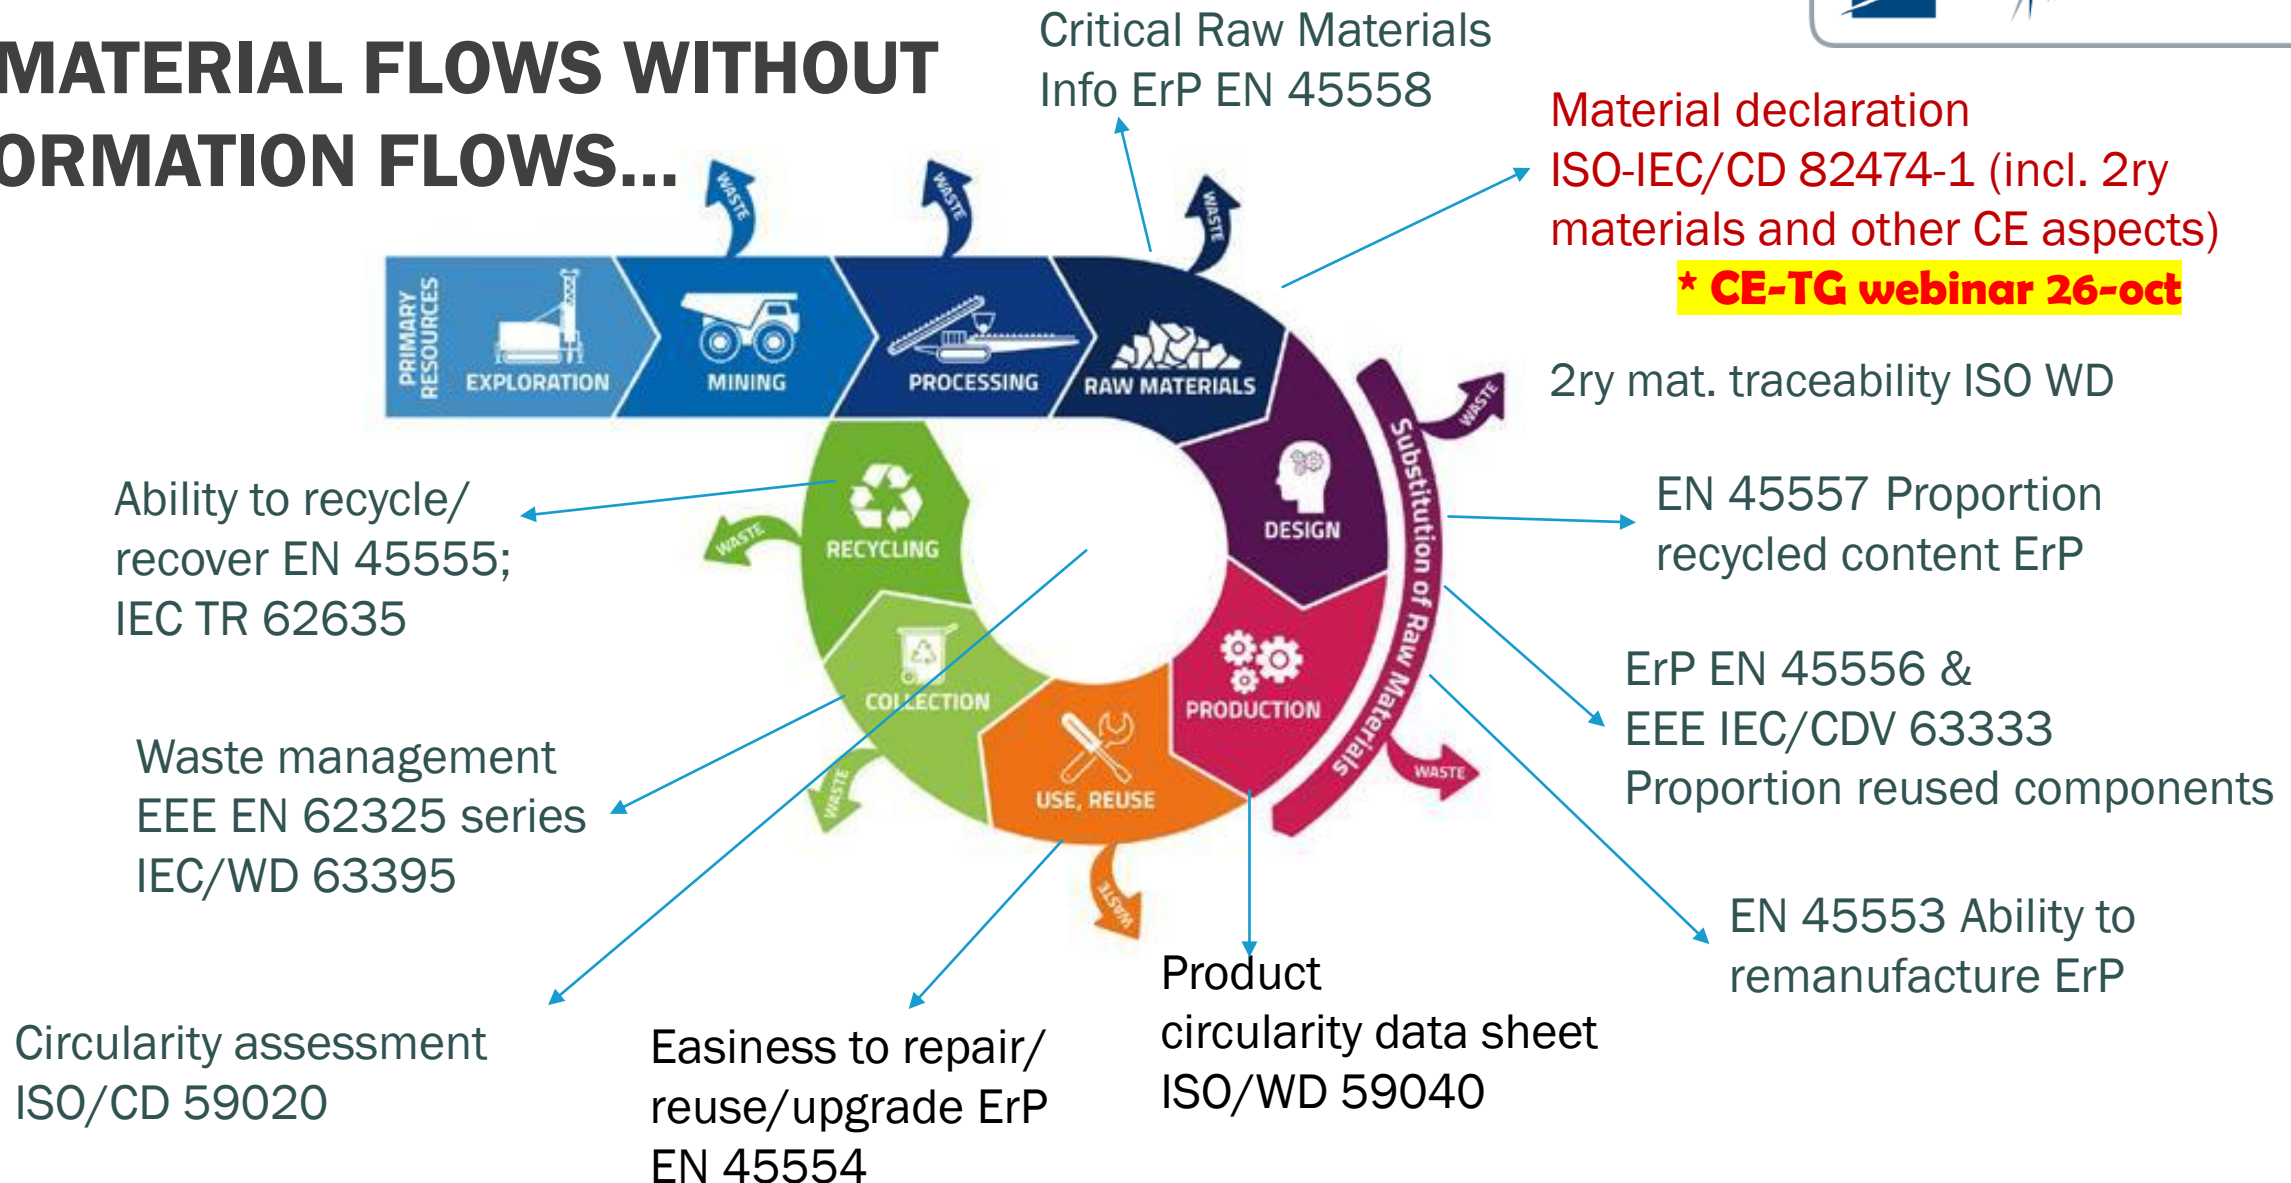 MATERIAL FLOWS WITHOUT
ORMATION FLOWS...
Critical Raw Materials
Info ErP EN 45558
Material declaration
ISO-IEC/CD 82474-1 (incl. 2ry
materials and other CE aspects)
* CE-TG webinar 26-oct
2ry mat. traceability ISO WD
EN 45557 Proportion
recycled content ErP
ErP EN 45556 &
EEE IEC/CDV 63333
Proportion reused components
EN 45553 Ability to
remanufacture ErP
Product
circularity data sheet
ISO/WD 59040
Easiness to repair/
reuse/upgrade ErP
EN 45554
Circularity assessment
ISO/CD 59020
Waste management
EEE EN 62325 series
IEC/WD 63395
Ability to recycle/
recover EN 45555;
IEC TR 62635
PRIMARY
RESOURCES
EXPLORATION
MINING
PROCESSING
RAW MATERIALS
DESIGN
PRODUCTION
USE, REUSE
COLLECTION
RECYCLING
Substitution of Raw Materials
WASTE
WASTE
WASTE
WASTE
WASTE
WASTE
WASTE
WASTE